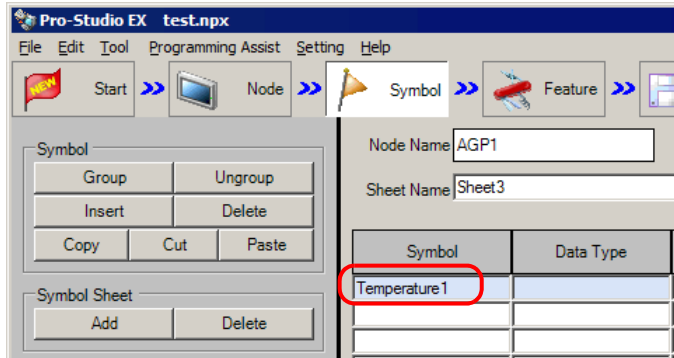 Pro-Studio EX test.npx
File Edit Tool Programming Assist Setting Help
NEW Start Node Symbol Feature
Symbol
Group Ungroup
Insert Delete
Copy Cut Paste
Symbol Sheet
Add Delete
Node Name AGP1
Sheet Name Sheet3
Symbol Data Type
Temperature1